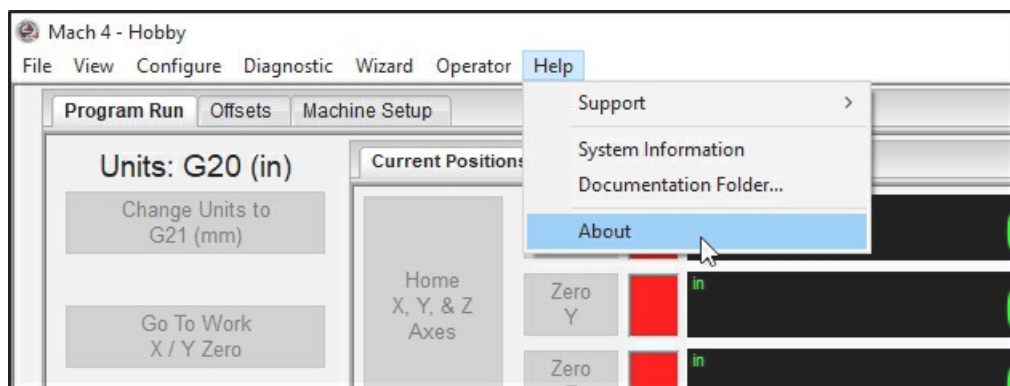 Mach 4 - Hobby
File View Configure Diagnostic Wizard Operator Help
Support
System Information
Documentation Folder...
About
Program Run Offsets Machine Setup
Units: G20 (in)
Change Units to
G21 (mm)
Go To Work
X / Y Zero
Current Positions
Home
X, Y, & Z
Axes
Zero
Y
in
Zero
in